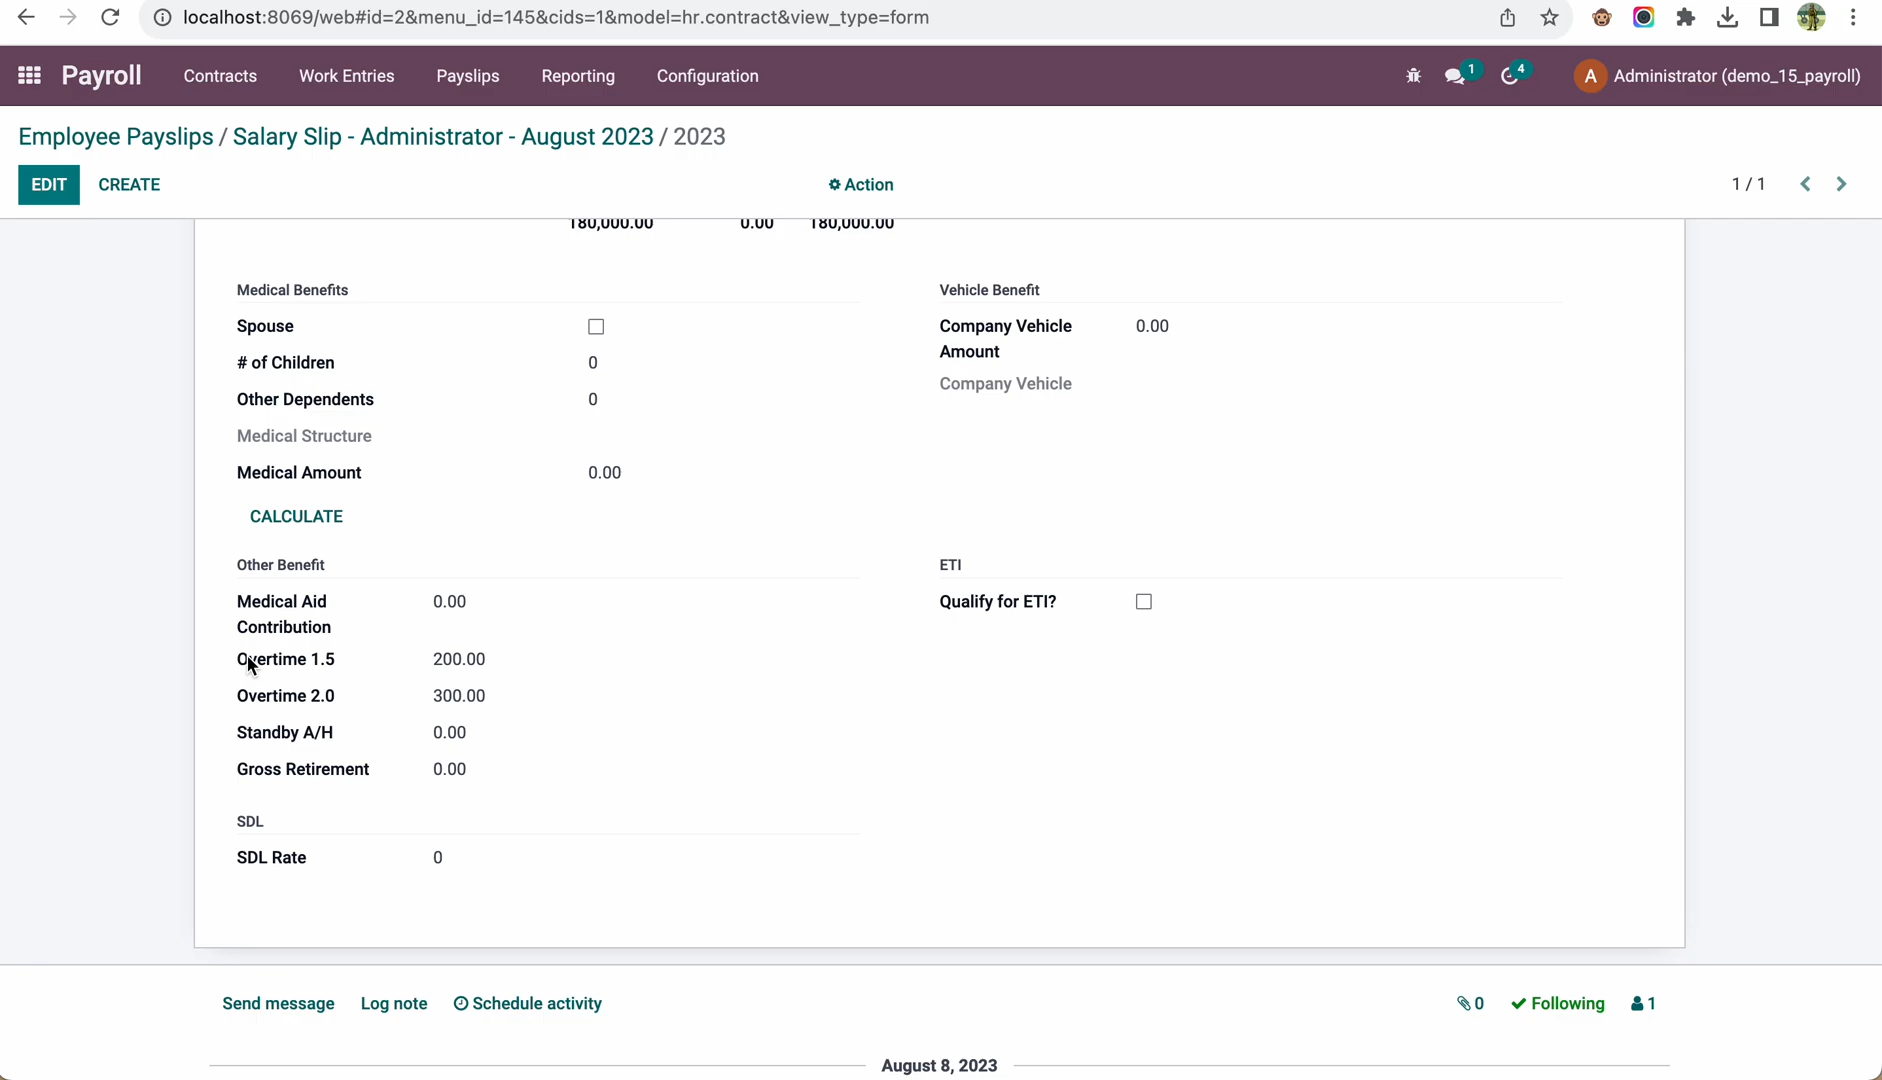 localhost:8069/web#id=2&menu_id=145&cids=1&model=hr.contract&view_type=form
Payroll Contracts Work Entries Payslips Reporting Configuration 1 4 A Administrator (demo_15_payroll)
Employee Payslips / Salary Slip - Administrator - August 2023 / 2023
EDIT CREATE Action 1 / 1
180,000.00 0.00 180,000.00
Medical Benefits
Spouse
# of Children 0
Other Dependents 0
Medical Structure
Medical Amount 0.00
CALCULATE
Vehicle Benefit
Company Vehicle 0.00
Amount
Company Vehicle
Other Benefit
Medical Aid 0.00
Contribution
Overtime 1.5 200.00
Overtime 2.0 300.00
Standby A/H 0.00
Gross Retirement 0.00
ETI
Qualify for ETI?
SDL
SDL Rate 0
Send message Log note Schedule activity 0 Following 1
August 8, 2023